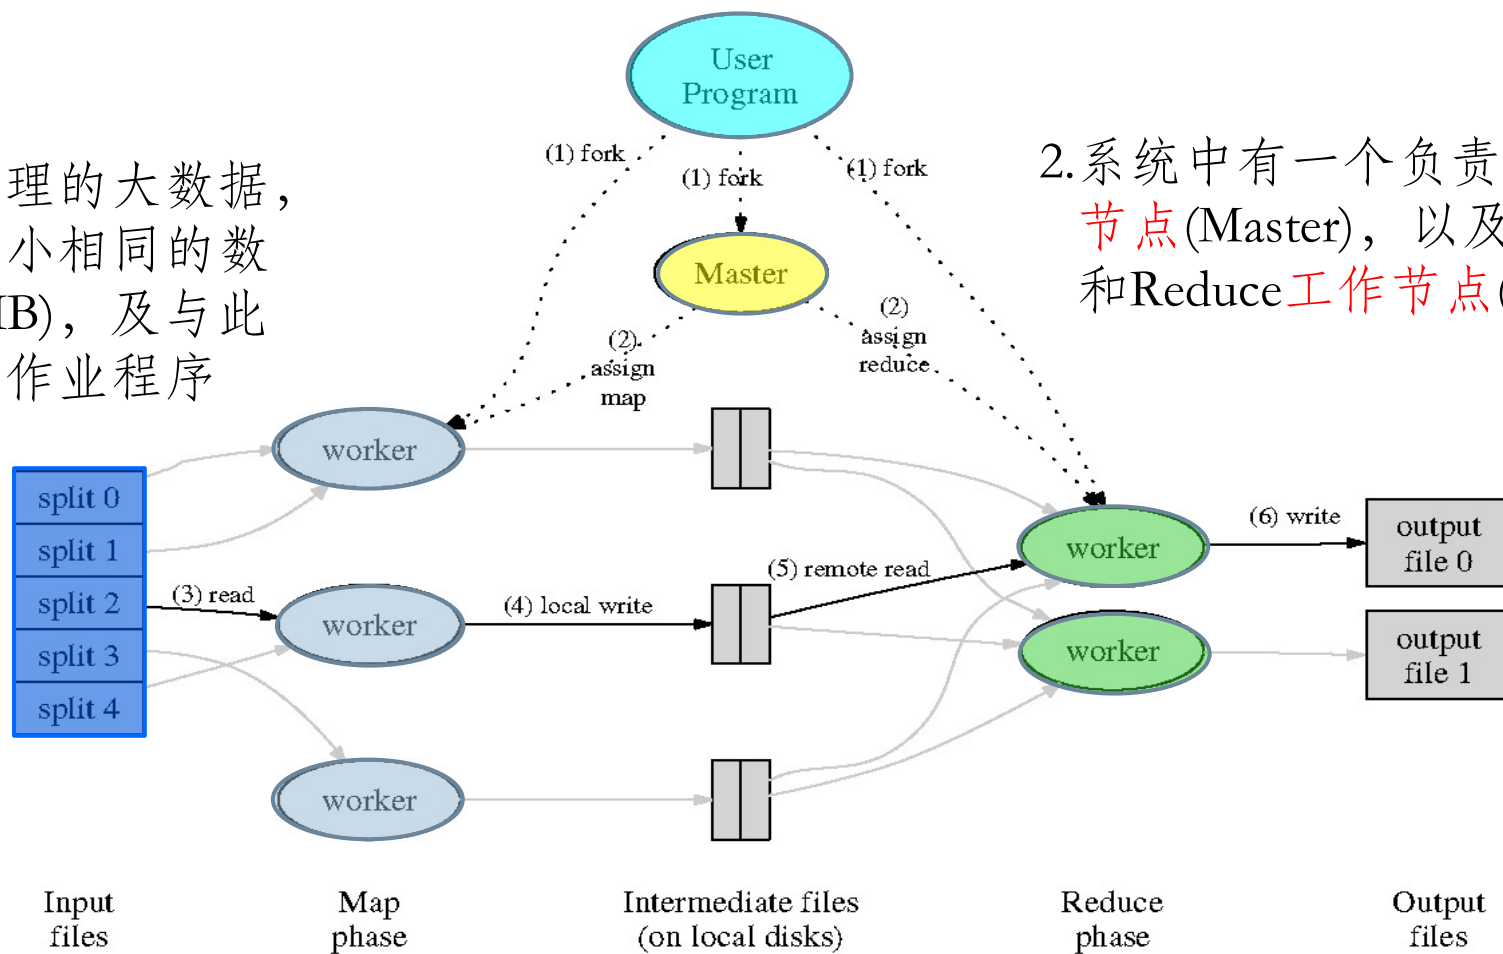 User
Program
(1) fork
(1) fork
(1) fork
理的大数据，
小相同的数
B)，及与此
作业程序
2.系统中有一个负责
节点(Master)，以及
和Reduce工作节点(
Master
(2)
assign
map
(2)
assign
reduce
worker
worker
worker
split 0
split 1
split 2
split 3
split 4
(3) read
(4) local write
(5) remote read
worker
worker
(6) write
output
file 0
output
file 1
Input
files
Map
phase
Intermediate files
(on local disks)
Reduce
phase
Output
files